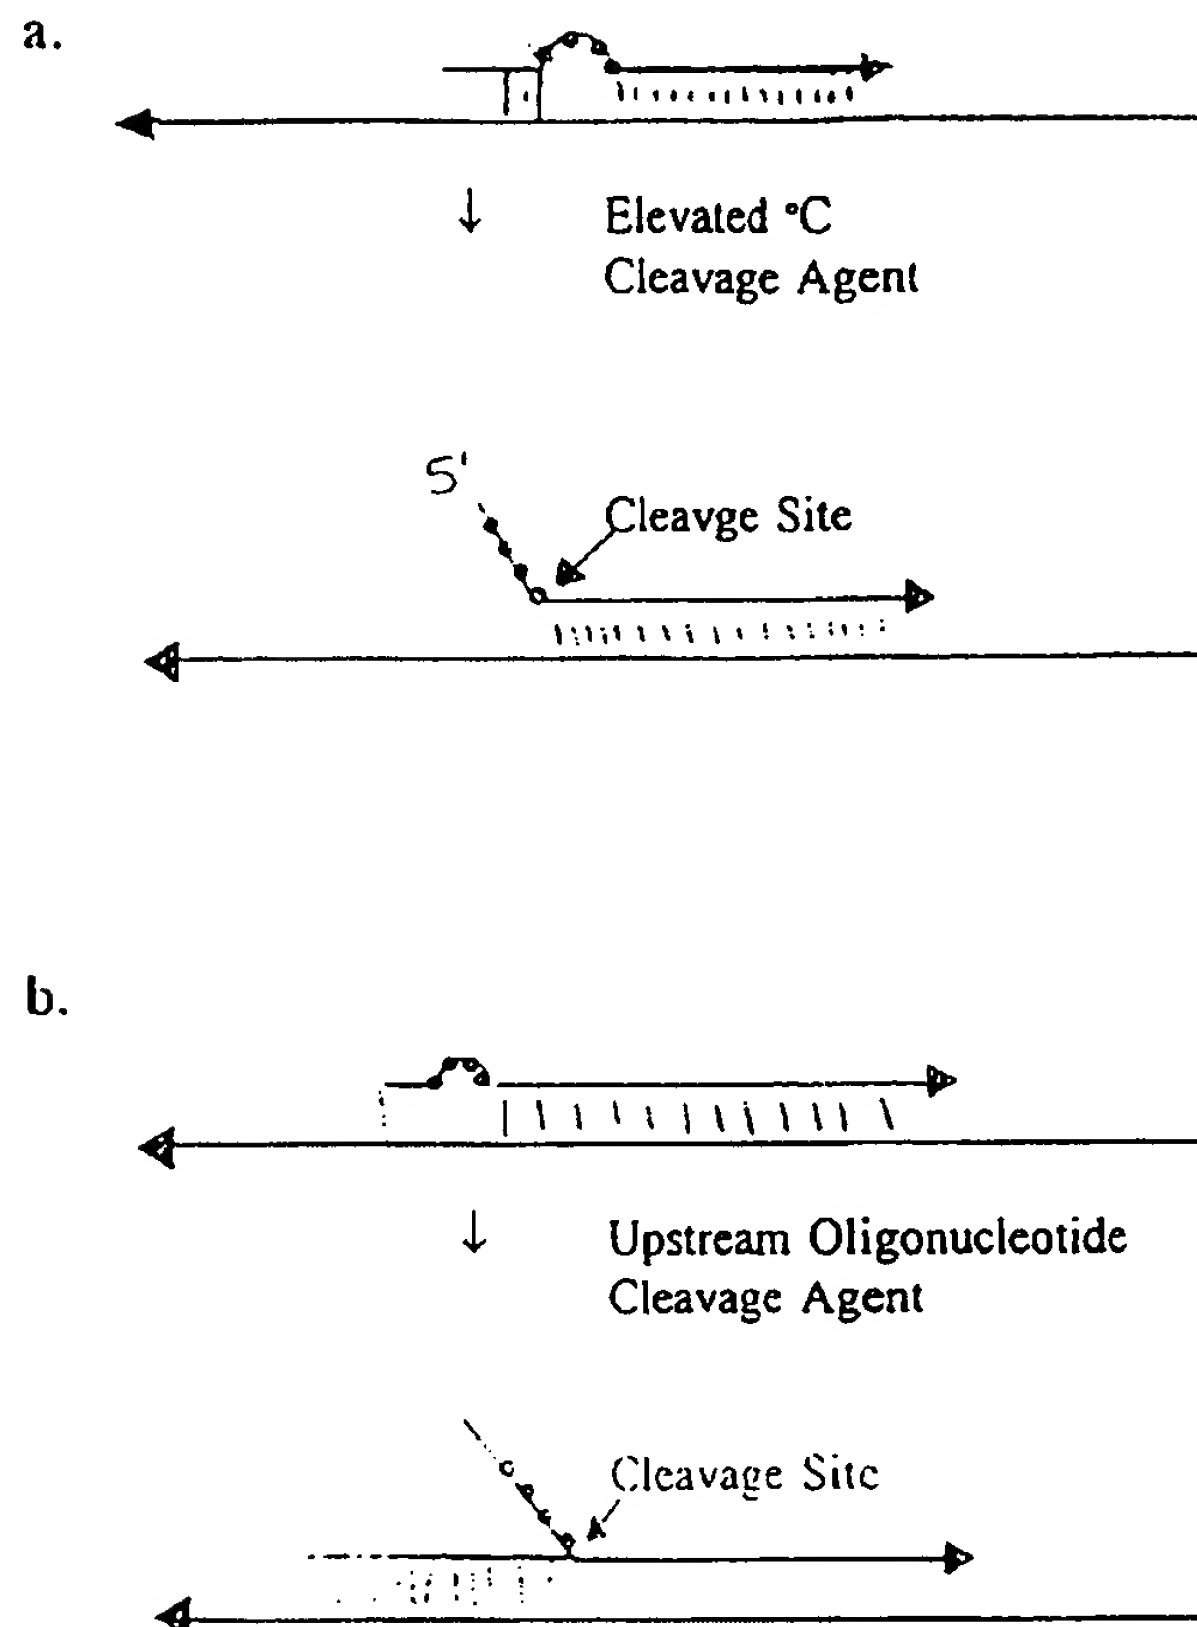 a.
Elevated °C
Cleavage Agent
5'
Cleavge Site
b.
Upstream Oligonucleotide
Cleavage Agent
Cleavage Site